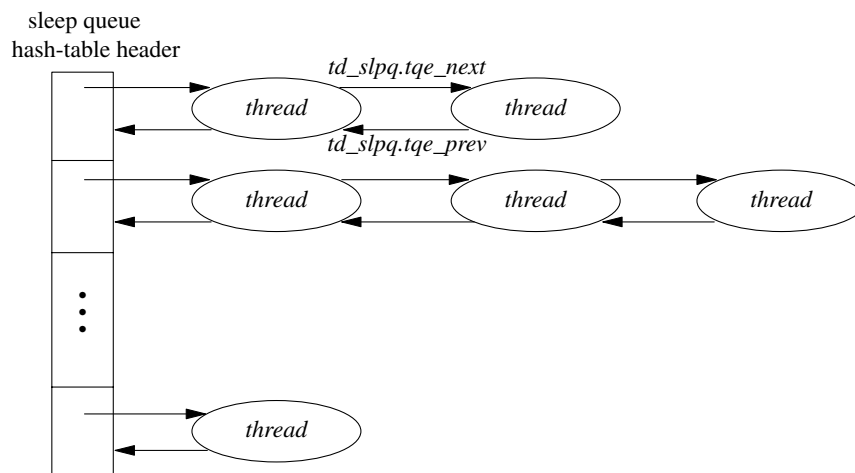 sleep queue
hash-table header
td_slpq.tqe_next
thread
thread
td_slpq.tqe_prev
thread
thread
thread
thread